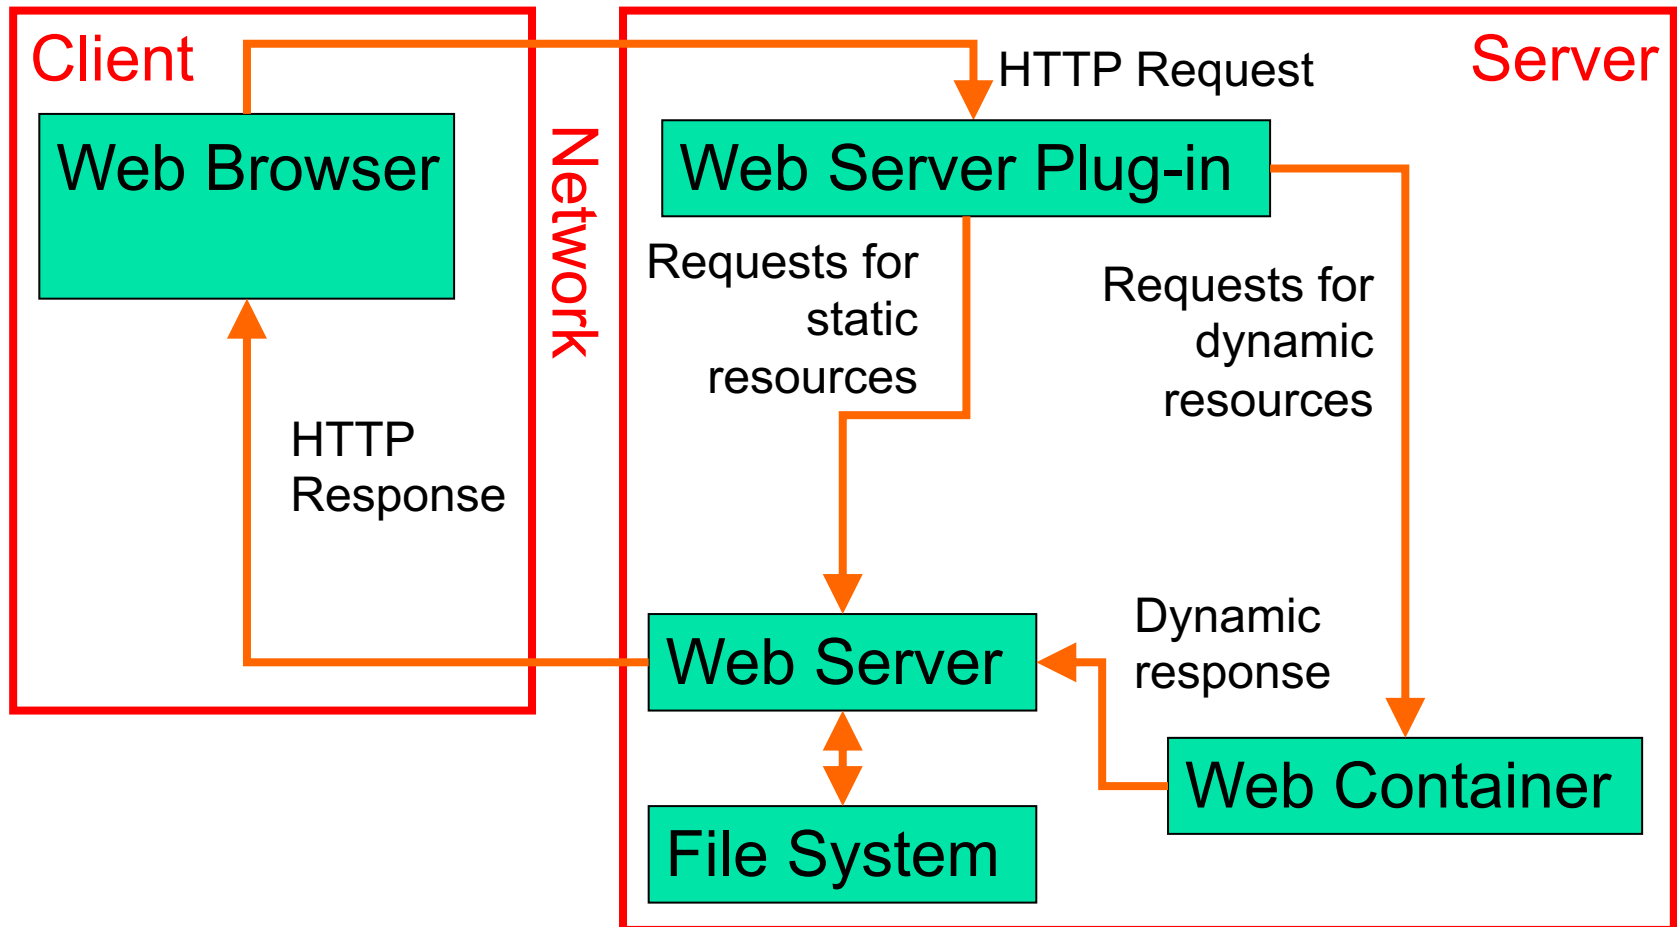 Client
Server
HTTP Request
Web Browser
Network
Web Server Plug-in
Requests for
static
resources
Requests for
dynamic
resources
HTTP
Response
Dynamic
response
Web Server
Web Container
File System